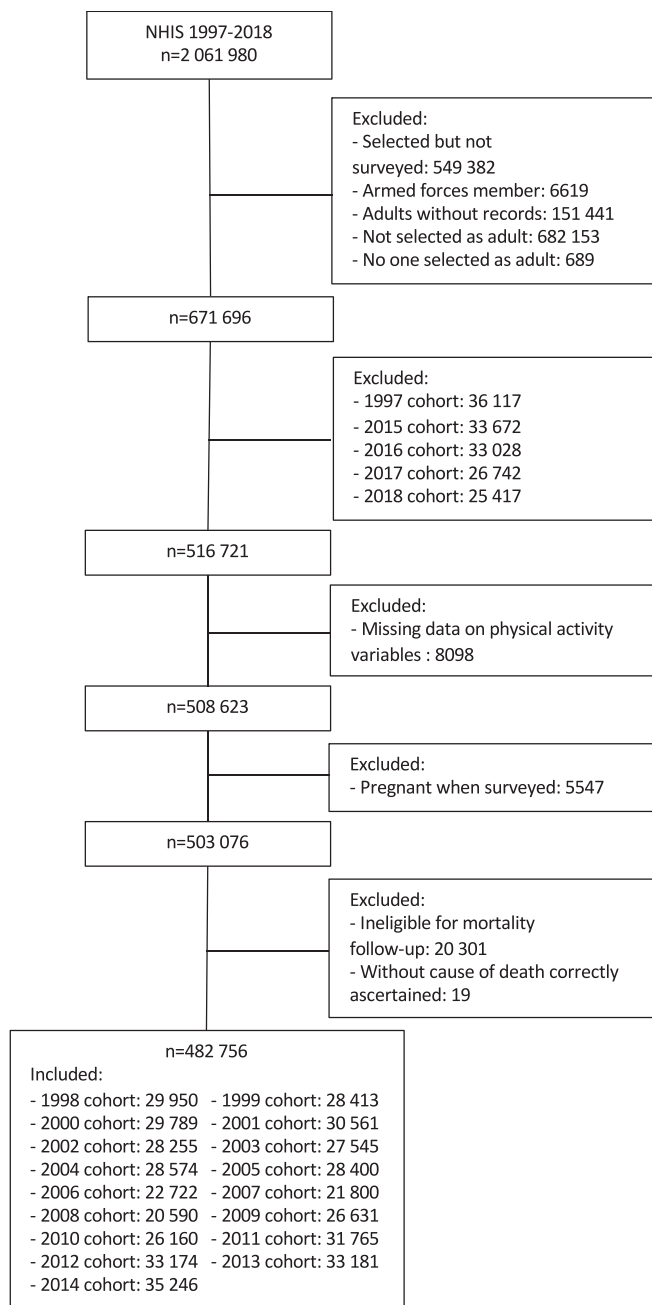 NHIS 1997-2018
n=2 061 980
Excluded:
- Selected but not
surveyed: 549 382
- Armed forces member: 6619
- Adults without records: 151 441
- Not selected as adult: 682 153
- No one selected as adult: 689
n=671 696
Excluded:
- 1997 cohort: 36 117
- 2015 cohort: 33 672
- 2016 cohort: 33 028
- 2017 cohort: 26 742
- 2018 cohort: 25 417
n=516 721
Excluded:
- Missing data on physical activity
variables : 8098
n=508 623
Excluded:
- Pregnant when surveyed: 5547
n=503 076
Excluded:
- Ineligible for mortality
follow-up: 20 301
- Without cause of death correctly
ascertained: 19
n=482 756
Included:
- 1998 cohort: 29 950 - 1999 cohort: 28 413
- 2000 cohort: 29 789 - 2001 cohort: 30 561
- 2002 cohort: 28 255 - 2003 cohort: 27 545
- 2004 cohort: 28 574 - 2005 cohort: 28 400
- 2006 cohort: 22 722 - 2007 cohort: 21 800
- 2008 cohort: 20 590 - 2009 cohort: 26 631
- 2010 cohort: 26 160 - 2011 cohort: 31 765
- 2012 cohort: 33 174 - 2013 cohort: 33 181
- 2014 cohort: 35 246